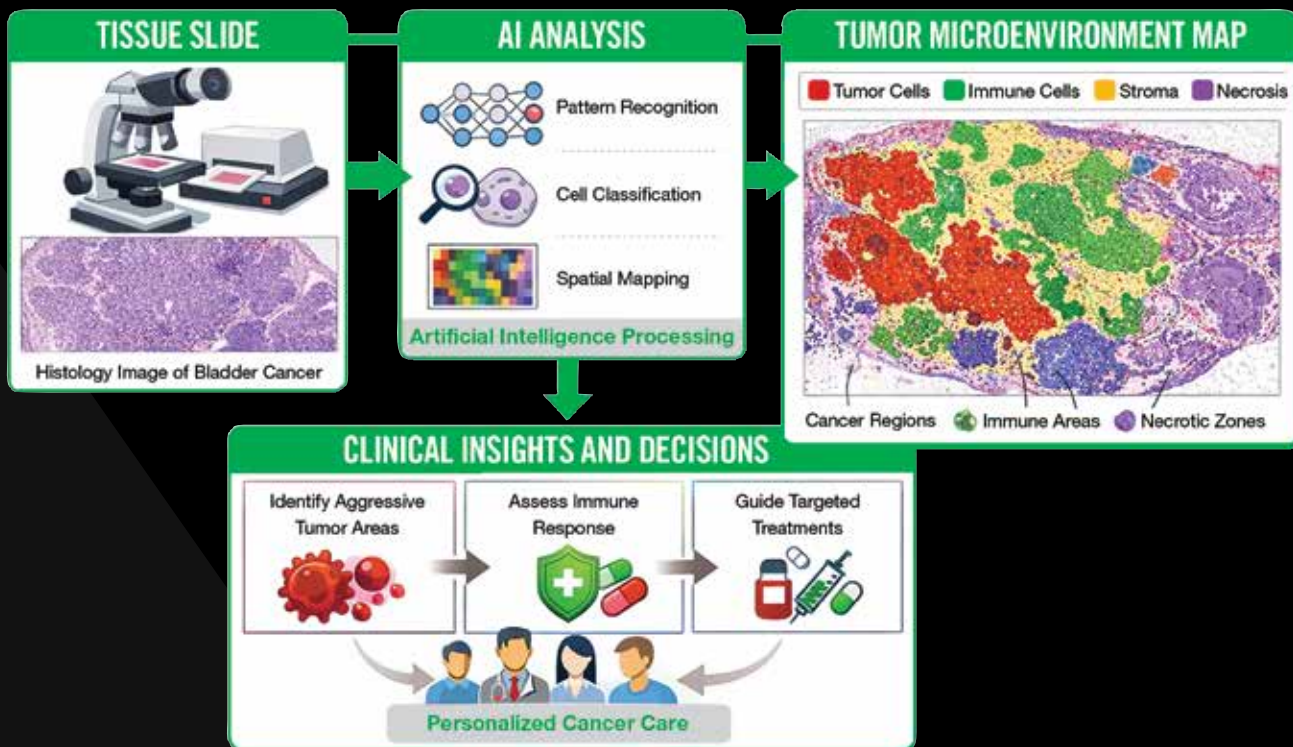 TISSUE SLIDE
Histology Image of Bladder Cancer
AI ANALYSIS
Pattern Recognition
Cell Classification
Spatial Mapping
Artificial Intelligence Processing
TUMOR MICROENVIRONMENT MAP
Tumor Cells Immune Cells Stroma Necrosis
Cancer Regions Immune Areas Necrotic Zones
CLINICAL INSIGHTS AND DECISIONS
Identify Aggressive
Tumor Areas
Assess Immune
Response
Guide Targeted
Treatments
Personalized Cancer Care